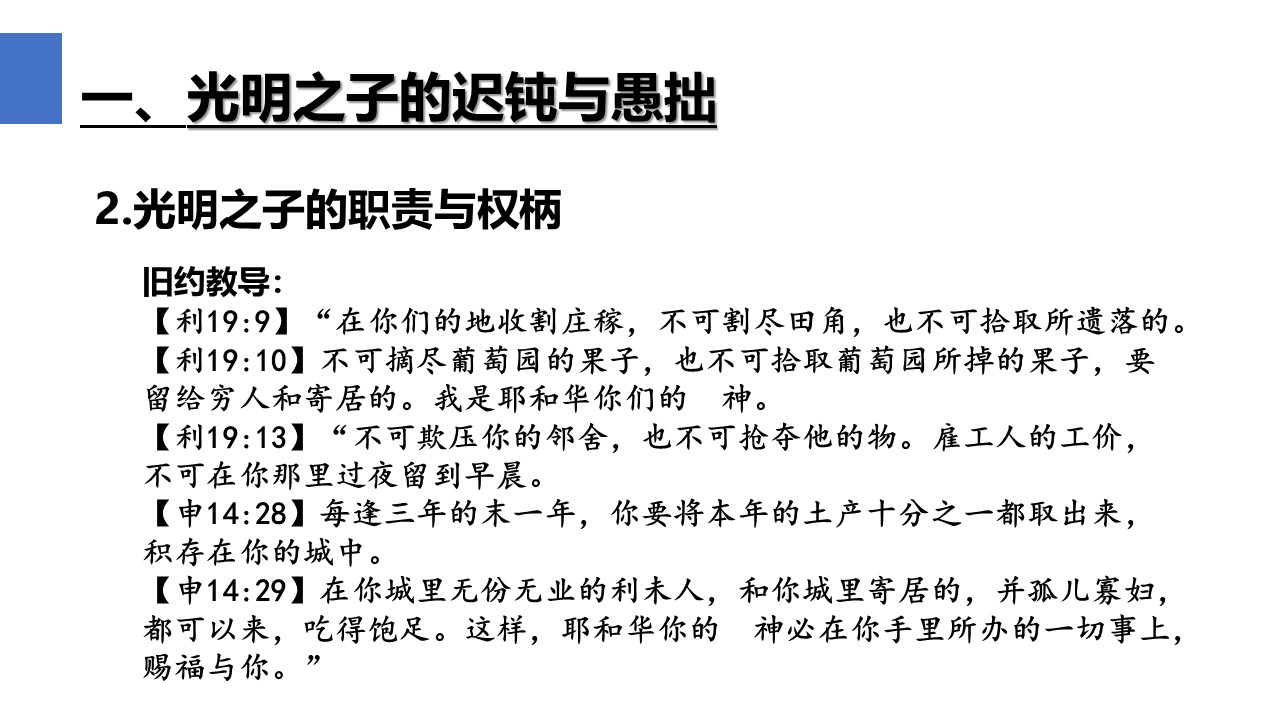 一、光明之子的迟钝与愚拙
2.光明之子的职责与权柄
旧约教导：
【利19:9】“在你们的地收割庄稼，不可割尽田角，也不可拾取所遗落的。
【利19:10】不可摘尽葡萄园的果子，也不可拾取葡萄园所掉的果子，要
留给穷人和寄居的。我是耶和华你们的　神。
【利19:13】“不可欺压你的邻舍，也不可抢夺他的物。雇工人的工价，
不可在你那里过夜留到早晨。
【申14:28】每逢三年的末一年，你要将本年的土产十分之一都取出来，
积存在你的城中。
【申14:29】在你城里无份无业的利未人，和你城里寄居的，并孤儿寡妇，
都可以来，吃得饱足。这样，耶和华你的　神必在你手里所办的一切事上，
赐福与你。”